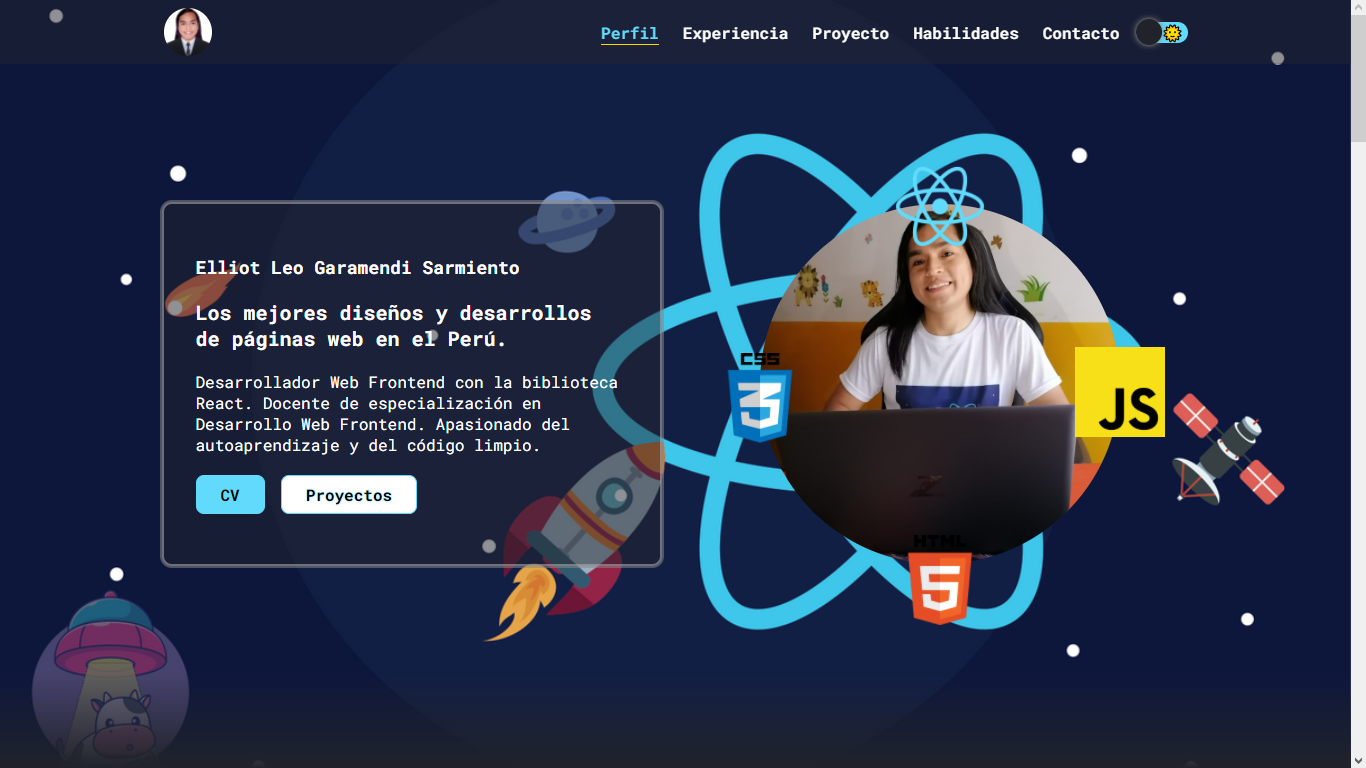 Perfil Experiencia Proyecto Habilidades Contacto
Elliot Leo Garamendi Sarmiento
Los mejores diseños y desarrollos
de páginas web en el Perú.
Desarrollador Web Frontend con la biblioteca
React. Docente de especialización en
Desarrollo Web Frontend. Apasionado del
autoaprendizaje y del código limpio.
CV Proyectos
CSS
3
JS
HTML
5